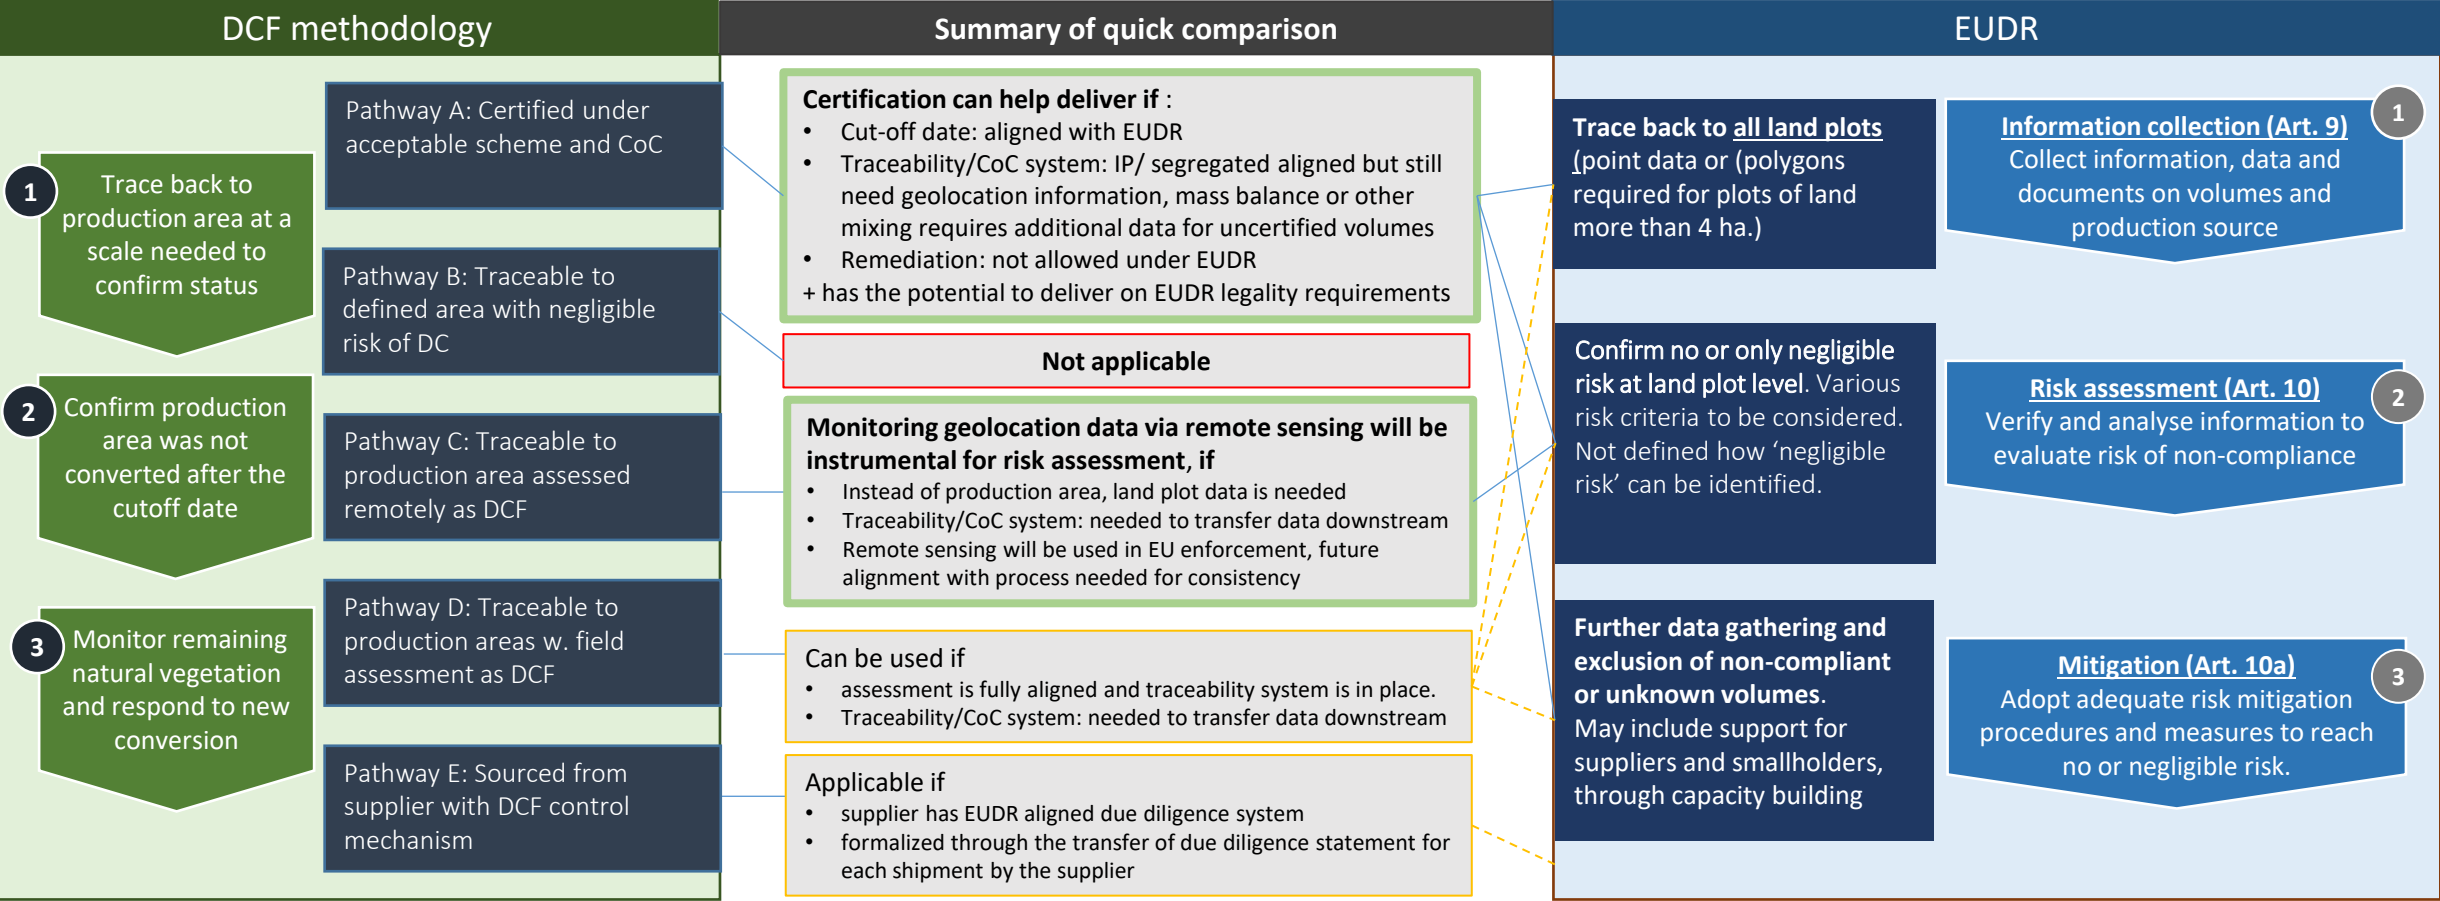 DCF methodology
Summary of quick comparison
EUDR
1
Trace back to
production area at a
scale needed to
confirm status
2
Confirm production
area was not
converted after the
cutoff date
3
Monitor remaining
natural vegetation
and respond to new
conversion
Pathway A: Certified under
acceptable scheme and CoC
Pathway B: Traceable to
defined area with negligible
risk of DC
Pathway C: Traceable to
production area assessed
remotely as DCF
Pathway D: Traceable to
production areas w. field
assessment as DCF
Pathway E: Sourced from
supplier with DCF control
mechanism
Certification can help deliver if :
• Cut-off date: aligned with EUDR
• Traceability/CoC system: IP/ segregated aligned but still
need geolocation information, mass balance or other
mixing requires additional data for uncertified volumes
• Remediation: not allowed under EUDR
+ has the potential to deliver on EUDR legality requirements
Not applicable
Monitoring geolocation data via remote sensing will be
instrumental for risk assessment, if
• Instead of production area, land plot data is needed
• Traceability/CoC system: needed to transfer data downstream
• Remote sensing will be used in EU enforcement, future
alignment with process needed for consistency
Can be used if
• assessment is fully aligned and traceability system is in place.
• Traceability/CoC system: needed to transfer data downstream
Applicable if
• supplier has EUDR aligned due diligence system
• formalized through the transfer of due diligence statement for
each shipment by the supplier
Trace back to all land plots
(point data or (polygons
required for plots of land
more than 4 ha.)
Confirm no or only negligible
risk at land plot level. Various
risk criteria to be considered.
Not defined how ‘negligible
risk’ can be identified.
Further data gathering and
exclusion of non-compliant
or unknown volumes.
May include support for
suppliers and smallholders,
through capacity building
1
Information collection (Art. 9)
Collect information, data and
documents on volumes and
production source
2
Risk assessment (Art. 10)
Verify and analyse information to
evaluate risk of non-compliance
3
Mitigation (Art. 10a)
Adopt adequate risk mitigation
procedures and measures to reach
no or negligible risk.